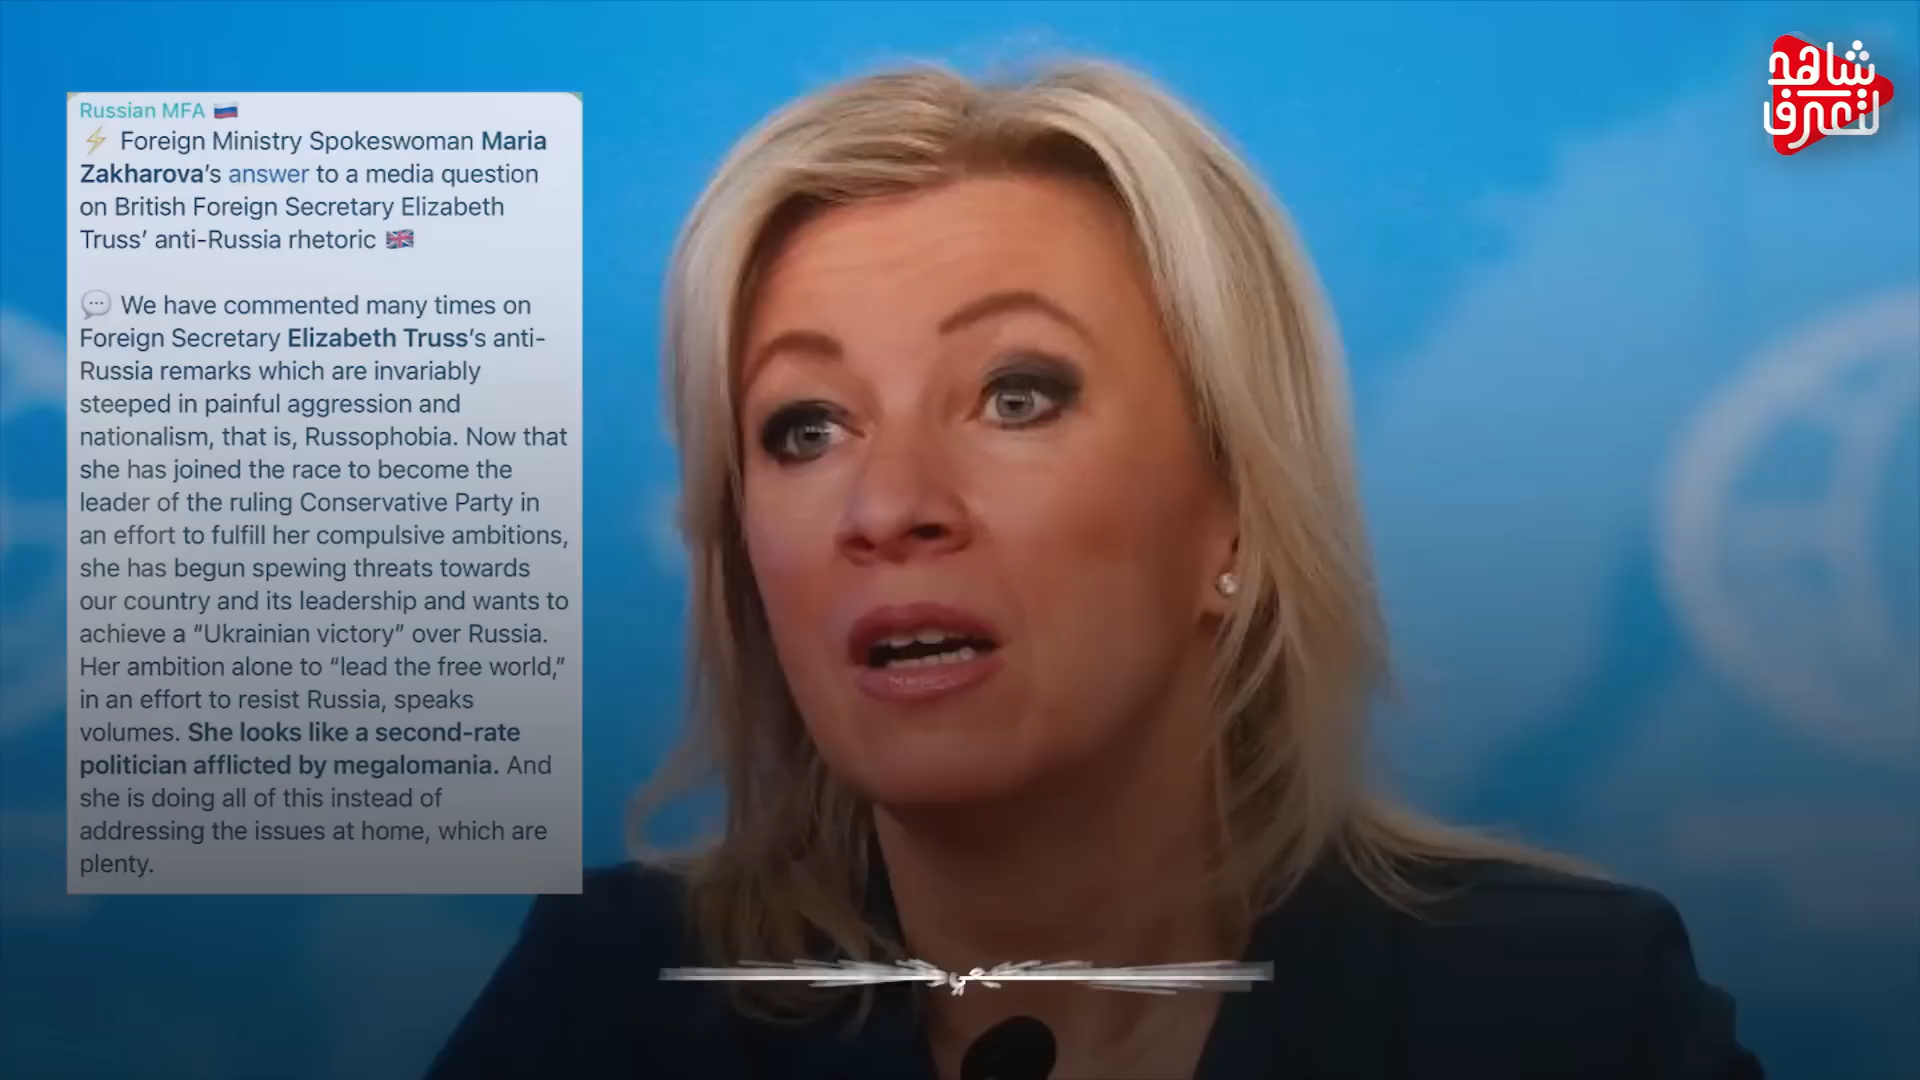 Russian MFA 🇷🇺
⚡ Foreign Ministry Spokeswoman Maria
Zakharova's answer to a media question
on British Foreign Secretary Elizabeth
Truss' anti-Russia rhetoric 🇬🇧
💬 We have commented many times on
Foreign Secretary Elizabeth Truss's anti-
Russia remarks which are invariably
steeped in painful aggression and
nationalism, that is, Russophobia. Now that
she has joined the race to become the
leader of the ruling Conservative Party in
an effort to fulfill her compulsive ambitions,
she has begun spewing threats towards
our country and its leadership and wants to
achieve a “Ukrainian victory” over Russia.
Her ambition alone to “lead the free world,”
in an effort to resist Russia, speaks
volumes. She looks like a second-rate
politician afflicted by megalomania. And
she is doing all of this instead of
addressing the issues at home, which are
plenty.
شاهد
لتعرف